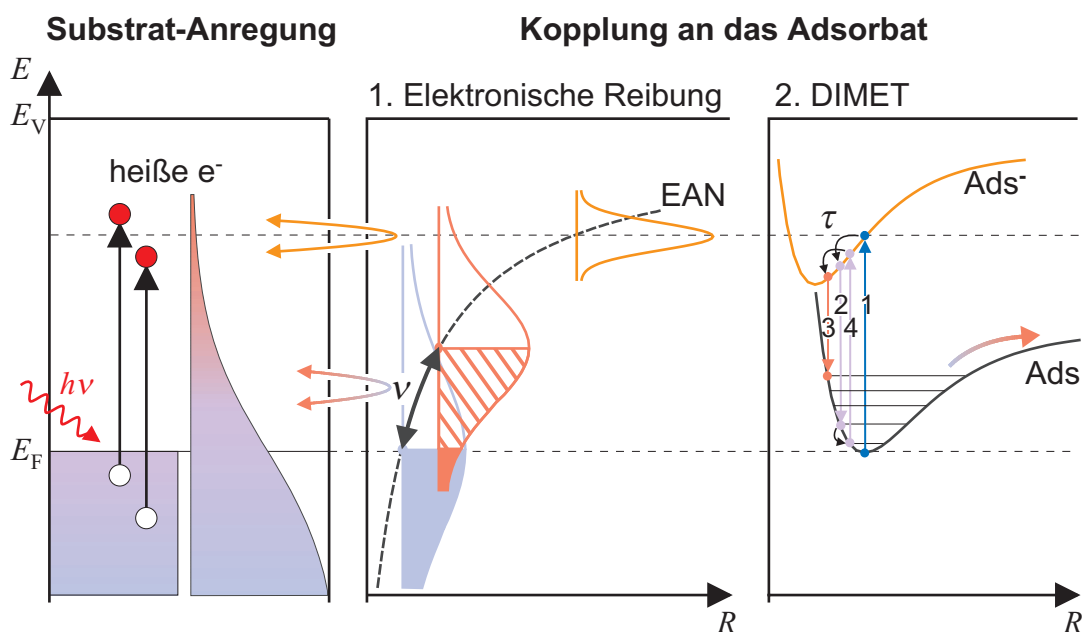 Substrat-Anregung
Kopplung an das Adsorbat
E
E_V
heiße e⁻
hν
E_F
1. Elektronische Reibung
EAN
ν
R
2. DIMET
Ads⁻
τ
2 1
3 4
Ads
R